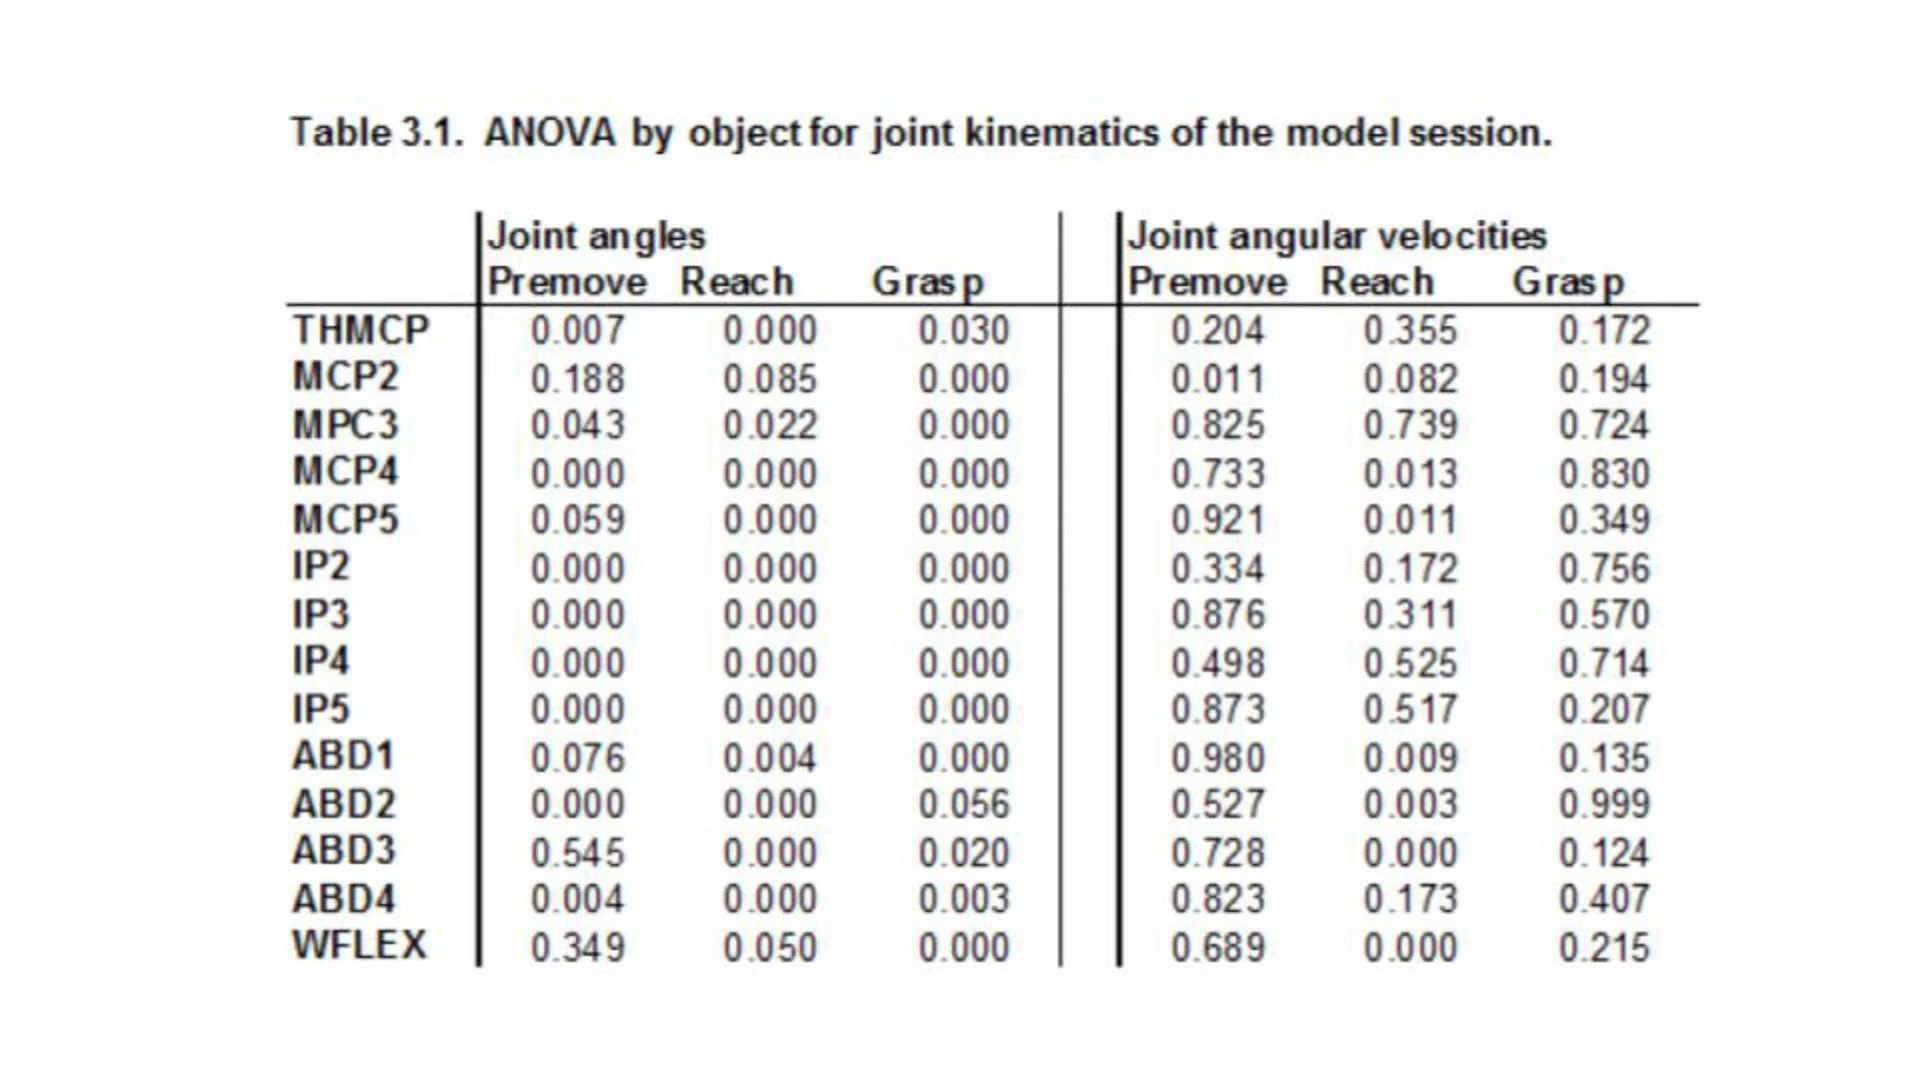 Table 3.1. ANOVA by object for joint kinematics of the model session.
Joint angles Joint angular velocities
Premove Reach Grasp Premove Reach Grasp
THMCP 0.007 0.000 0.030 0.204 0.355 0.172
MCP2 0.188 0.085 0.000 0.011 0.082 0.194
MPC3 0.043 0.022 0.000 0.825 0.739 0.724
MCP4 0.000 0.000 0.000 0.733 0.013 0.830
MCP5 0.059 0.000 0.000 0.921 0.011 0.349
IP2 0.000 0.000 0.000 0.334 0.172 0.756
IP3 0.000 0.000 0.000 0.876 0.311 0.570
IP4 0.000 0.000 0.000 0.498 0.525 0.714
IP5 0.000 0.000 0.000 0.873 0.517 0.207
ABD1 0.076 0.004 0.000 0.980 0.009 0.135
ABD2 0.000 0.000 0.056 0.527 0.003 0.999
ABD3 0.545 0.000 0.020 0.728 0.000 0.124
ABD4 0.004 0.000 0.003 0.823 0.173 0.407
WFLEX 0.349 0.050 0.000 0.689 0.000 0.215